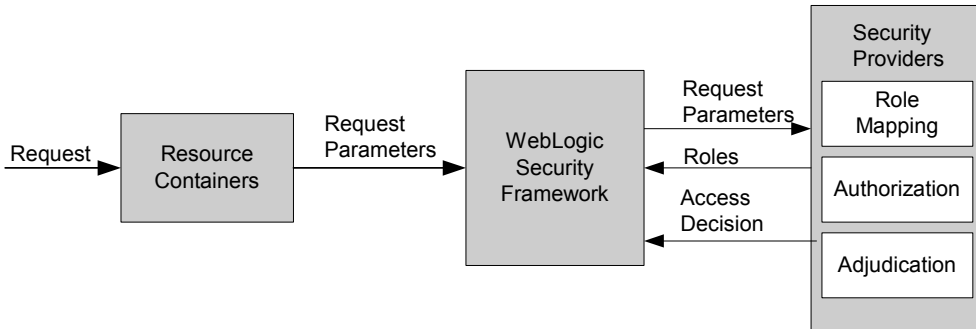 Request
Resource
Containers
Request
Parameters
WebLogic
Security
Framework
Request
Parameters
Roles
Access
Decision
Security
Providers
Role
Mapping
Authorization
Adjudication